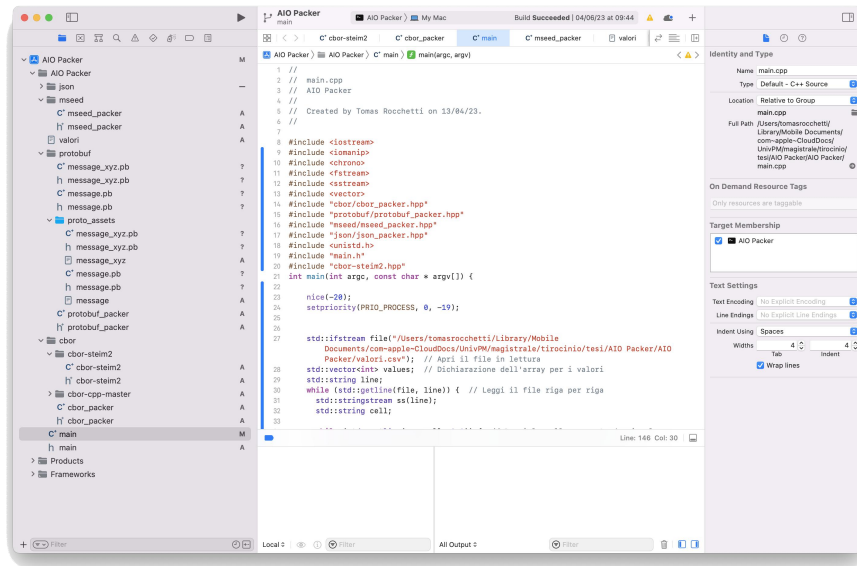 AIO Packer
main
AIO Packer
My Mac
Build Succeeded | 04/06/23 at 09:44
AIO Packer M
AIO Packer
json
mseed
mseed_packer A
mseed_packer A
valori A
protobuf
message_xyz.pb ?
message_xyz.pb ?
message.pb ?
message.pb ?
proto_assets
message_xyz.pb ?
message_xyz.pb ?
message_xyz A
message.pb ?
message.pb ?
message A
protobuf_packer A
protobuf_packer A
cbor
cbor-steim2
cbor-steim2 A
cbor-steim2 A
cbor-cpp-master A
cbor_packer A
cbor_packer A
main M
main A
Products
Frameworks
Filter
cbor-steim2 cbor_packer main mseed_packer valori
AIO Packer AIO Packer main main(argc, argv)
1 //
2 // main.cpp
3 // AIO Packer
4 //
5 // Created by Tomas Rocchetti on 13/04/23.
6 //
7
8 #include <iostream>
9 #include <iomanip>
10 #include <chrono>
11 #include <fstream>
12 #include <sstream>
13 #include <vector>
14 #include "cbor/cbor_packer.hpp"
15 #include "protobuf/protobuf_packer.hpp"
16 #include "mseed/mseed_packer.hpp"
17 #include "json/json_packer.hpp"
18 #include <unistd.h>
19 #include "main.h"
20 #include "cbor-steim2.hpp"
21 int main(int argc, const char * argv[]) {
22
23 nice(-20);
24 setpriority(PRIO_PROCESS, 0, -19);
25
26
27 std::ifstream file("/Users/tomasrocchetti/Library/Mobile
Documents/com~apple~CloudDocs/UnivPM/magistrale/tirocinio/tesi/AIO Packer/AIO
Packer/valori.csv"); // Apri il file in lettura
28 std::vector<int> values; // Dichiarazione dell'array per i valori
29 std::string line;
30 while (std::getline(file, line)) { // Leggi il file riga per riga
31 std::stringstream ss(line);
32 std::string cell;
33
Line: 146 Col: 30
Local
Filter
All Output
Filter
Identity and Type
Name main.cpp
Type Default - C++ Source
Location Relative to Group
main.cpp
Full Path /Users/tomasrocchetti/
Library/Mobile Documents/
com~apple~CloudDocs/
UnivPM/magistrale/tirocinio/
tesi/AIO Packer/AIO Packer/
main.cpp
On Demand Resource Tags
Only resources are taggable
Target Membership
AIO Packer
Text Settings
Text Encoding No Explicit Encoding
Line Endings No Explicit Line Endings
Indent Using Spaces
Widths 4 4
Tab Indent
Wrap lines